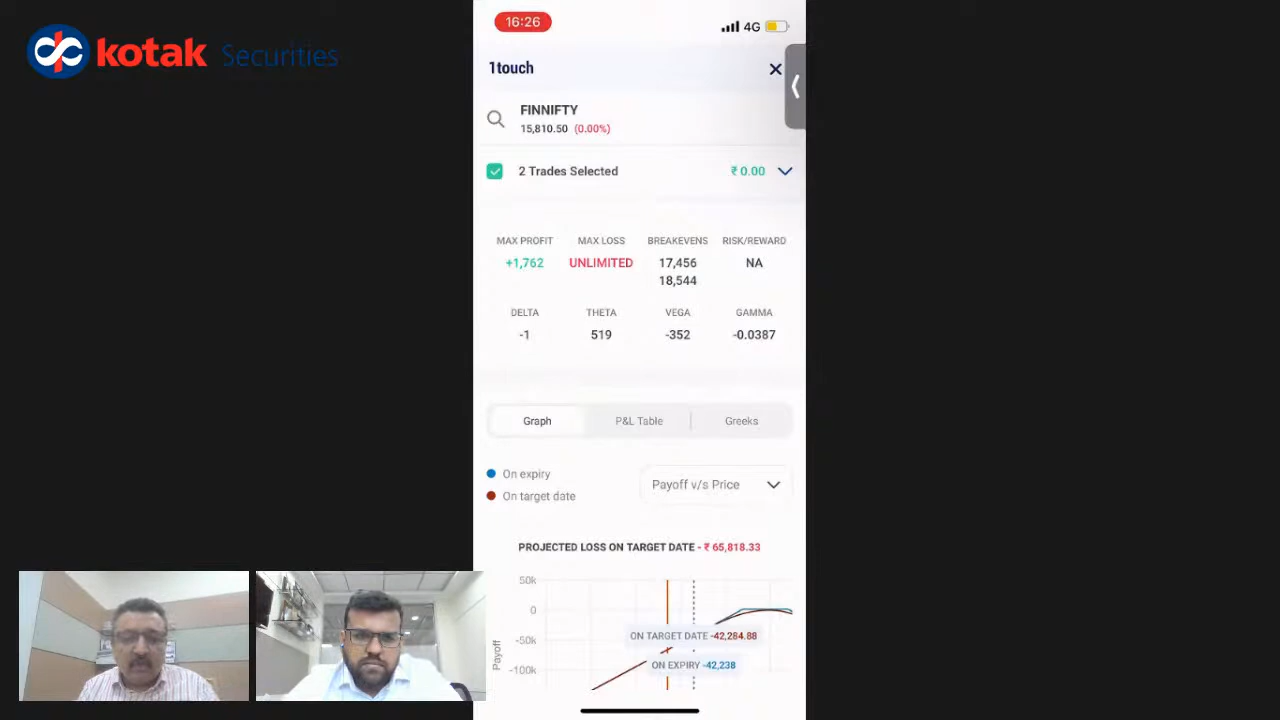 kotak Securities
16:26
4G
1touch
FINNIFTY
15,810.50 (0.00%)
2 Trades Selected
₹ 0.00
MAX PROFIT MAX LOSS BREAKEVENS RISK/REWARD
+1,762 UNLIMITED 17,456 NA
18,544
DELTA THETA VEGA GAMMA
-1 519 -352 -0.0387
Graph P&L Table Greeks
On expiry
On target date
Payoff v/s Price
PROJECTED LOSS ON TARGET DATE - ₹ 65,818.33
50k
0
-50k
-100k
Payoff
ON TARGET DATE -42,284.88
ON EXPIRY -42,238